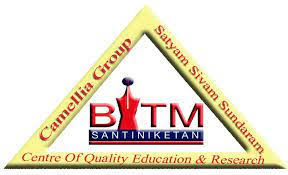 Camellia Group
Satyam Sivam Sundaram
BITM
SANTINIKETAN
Centre Of Quality Education & Research